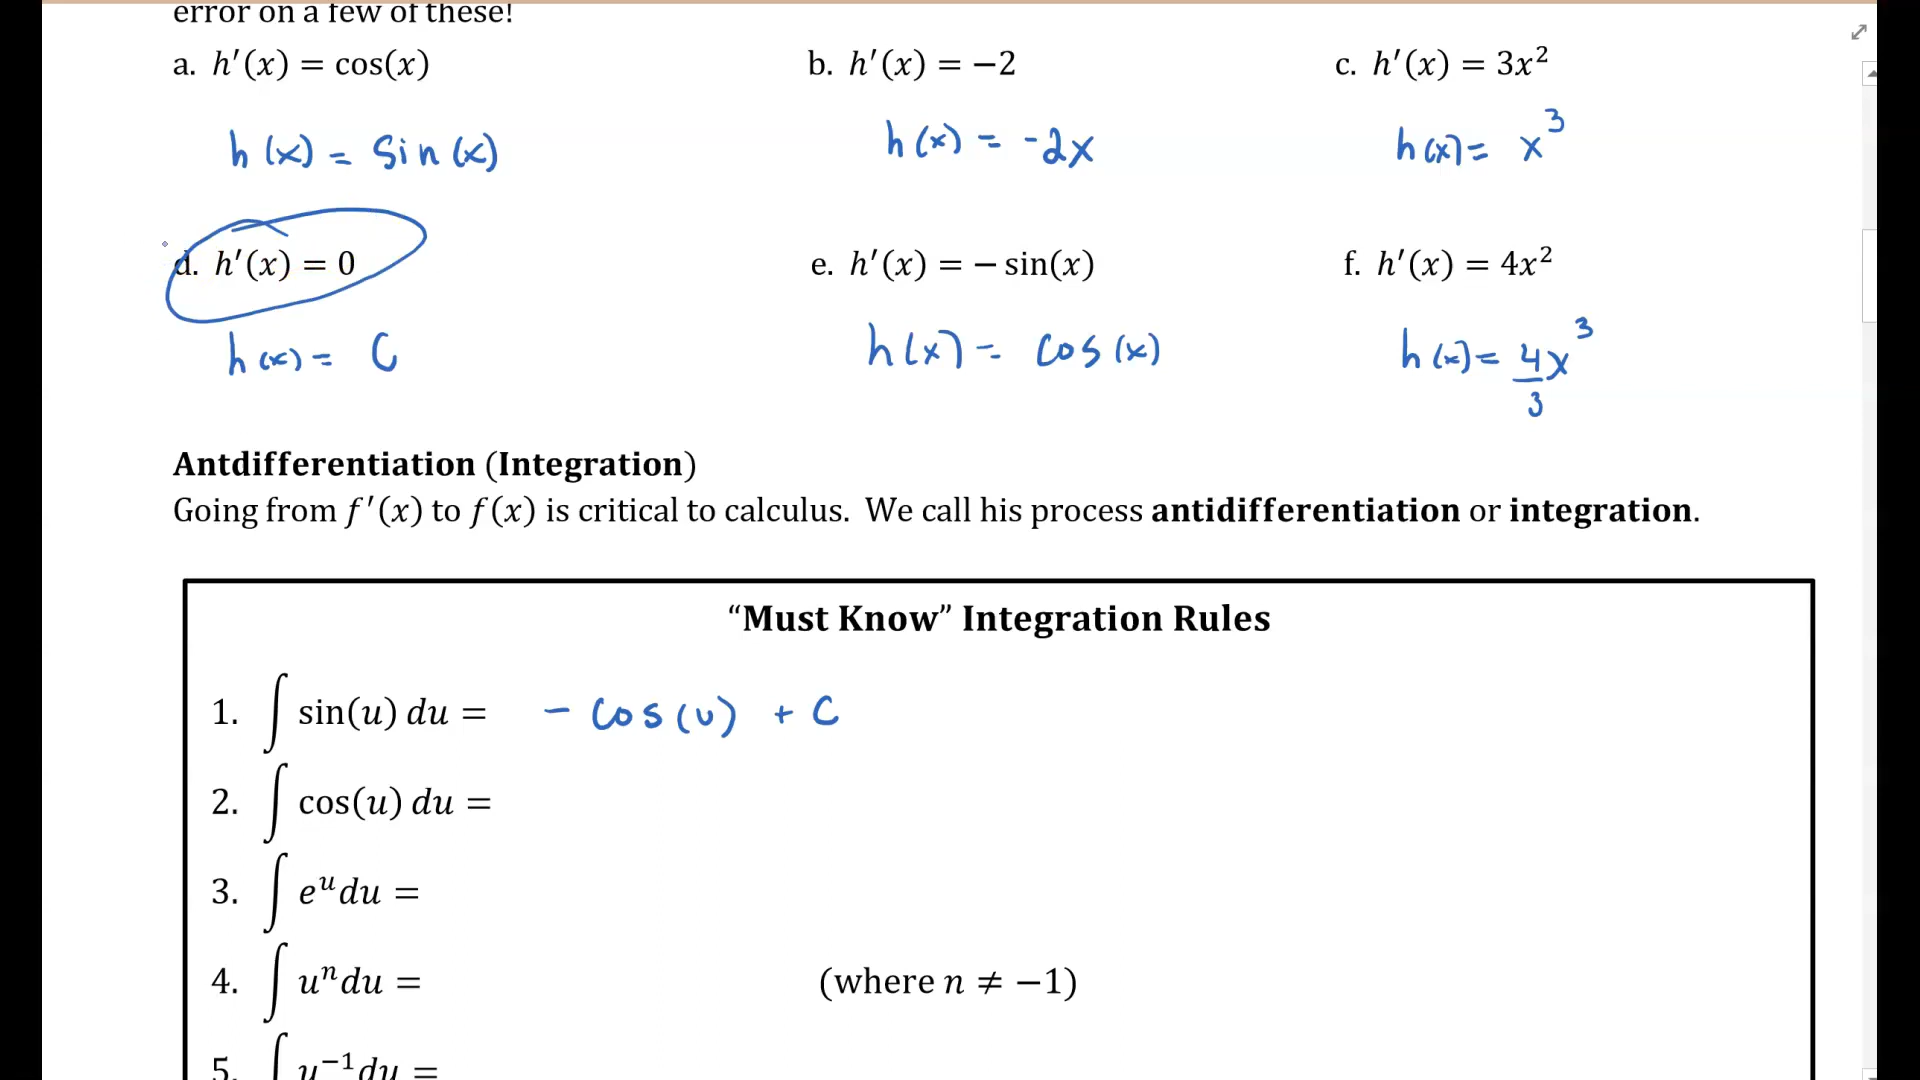 error on a few of these!
a. h′(x) = cos(x) b. h′(x) = −2 c. h′(x) = 3x²
h(x) = sin(x) h(x) = -2x h(x) = x³
d. h′(x) = 0 e. h′(x) = − sin(x) f. h′(x) = 4x²
h(x) = C h(x) = cos(x) h(x) = 4/3 x³
Antdifferentiation (Integration)
Going from f′(x) to f(x) is critical to calculus. We call his process antidifferentiation or integration.
“Must Know” Integration Rules
1. ∫ sin(u) du = - cos(u) + C
2. ∫ cos(u) du =
3. ∫ eᵘdu =
4. ∫ uⁿdu = (where n ≠ −1)
5. ∫ u⁻¹du =